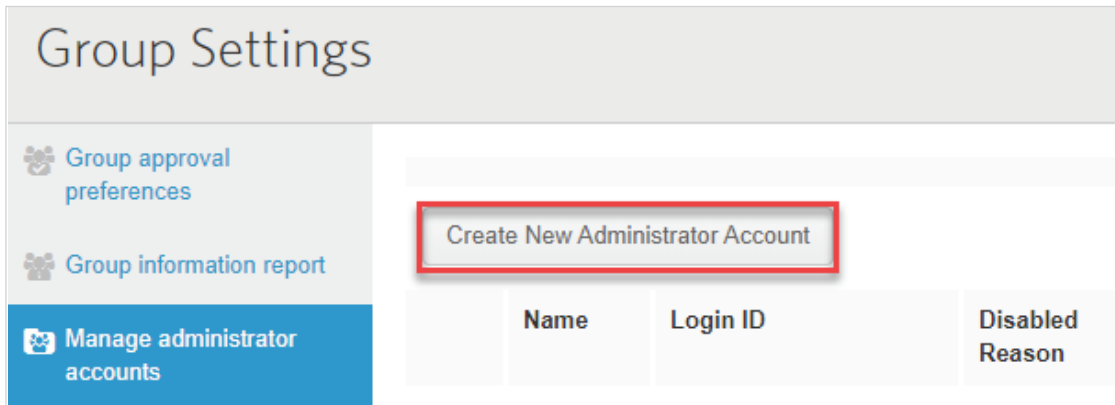 Group Settings
Group approval
preferences
Group information report
Manage administrator
accounts
Create New Administrator Account
Name Login ID Disabled
Reason